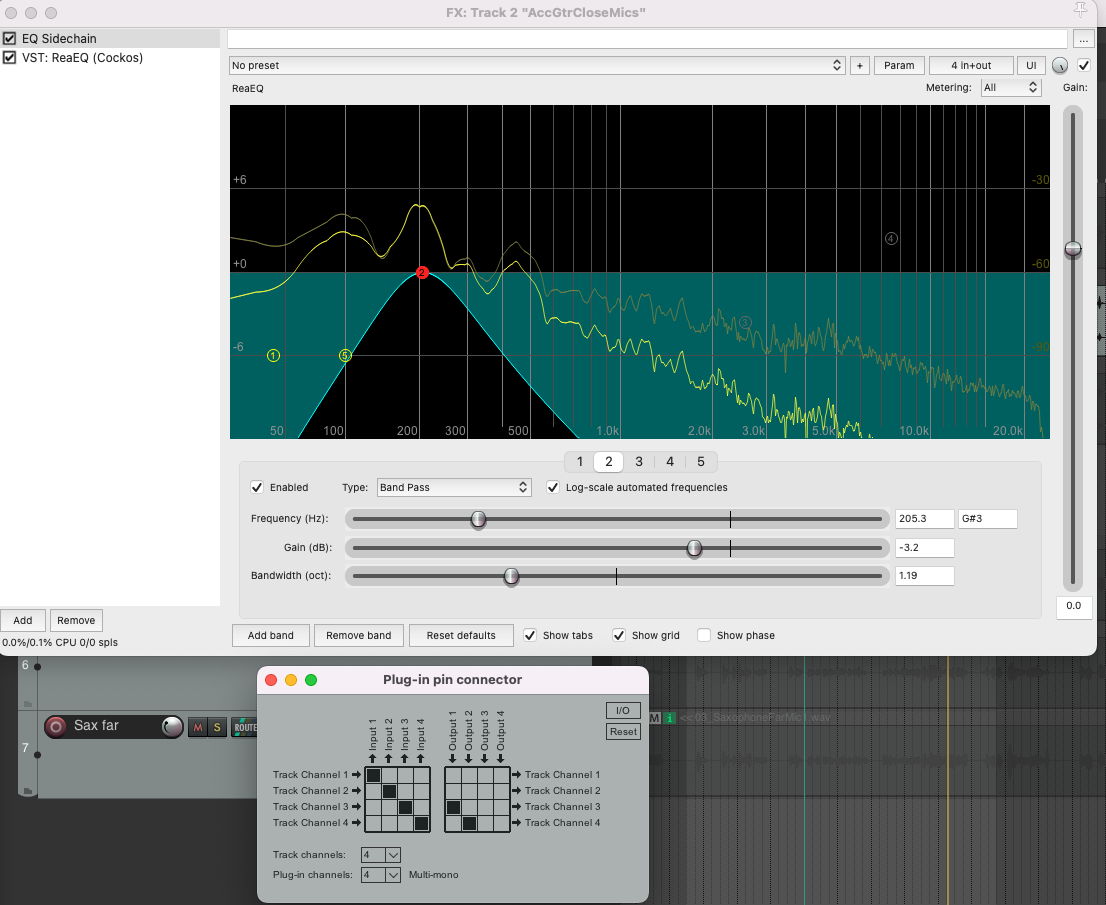 FX: Track 2 "AccGtrCloseMics"
EQ Sidechain
VST: ReaEQ (Cockos)
...
No preset
+
Param
4 in+out
UI
ReaEQ
Metering: All
Gain:
+6
-30
4
+0
-60
2
3
-6
-90
1
5
50 100 200 300 500 1.0k 2.0k 3.0k 5.0k 10.0k 20.0k
1 2 3 4 5
Enabled
Type: Band Pass
Log-scale automated frequencies
Frequency (Hz): 205.3 G#3
Gain (dB): -3.2
Bandwidth (oct): 1.19
0.0
Add
Remove
0.0%/0.1% CPU 0/0 spls
Add band
Remove band
Reset defaults
Show tabs
Show grid
Show phase
6
7
Sax far
M
S
ROUTE
M i << 03_Saxophone_FarMic1.wav
Plug-in pin connector
Input 1
Input 2
Input 3
Input 4
Output 1
Output 2
Output 3
Output 4
I/O
Reset
Track Channel 1 Track Channel 1
Track Channel 2 Track Channel 2
Track Channel 3 Track Channel 3
Track Channel 4 Track Channel 4
Track channels: 4
Plug-in channels: 4 Multi-mono